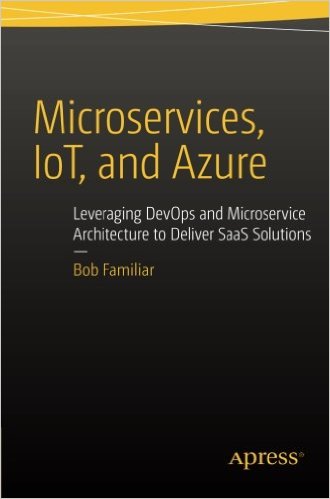 Microservices,
IoT, and Azure
Leveraging DevOps and Microservice
Architecture to Deliver SaaS Solutions
—
Bob Familiar
Apress®